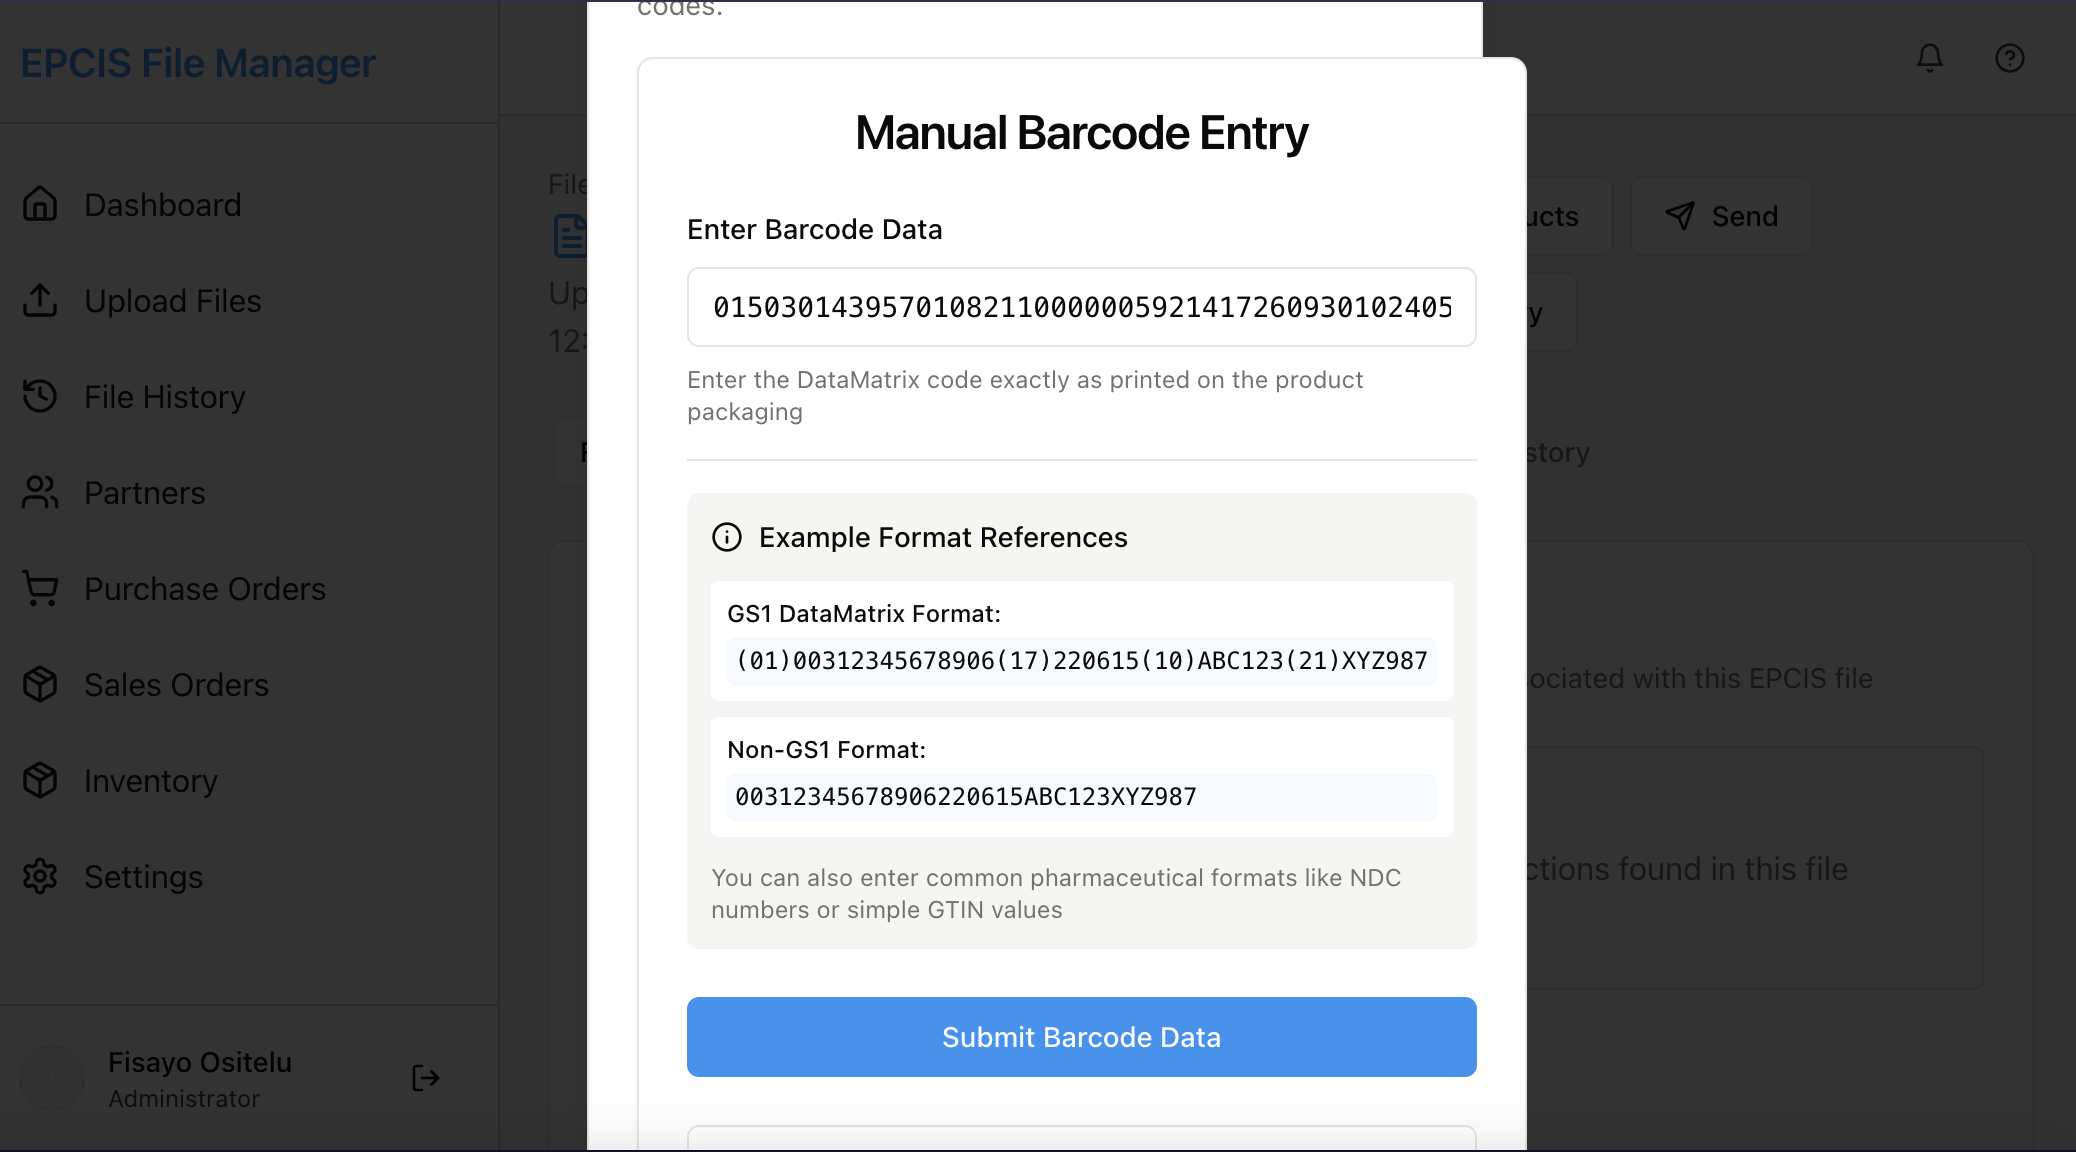 codes.
EPCIS File Manager
Dashboard
Upload Files
File History
Partners
Purchase Orders
Sales Orders
Inventory
Settings
Fisayo Ositelu
Administrator
File
Up
12:
Send
ucts
y
story
ociated with this EPCIS file
ctions found in this file
Manual Barcode Entry
Enter Barcode Data
01503014395701082110000005921417260930102405
Enter the DataMatrix code exactly as printed on the product
packaging
Example Format References
GS1 DataMatrix Format:
(01)00312345678906(17)220615(10)ABC123(21)XYZ987
Non-GS1 Format:
00312345678906220615ABC123XYZ987
You can also enter common pharmaceutical formats like NDC
numbers or simple GTIN values
Submit Barcode Data